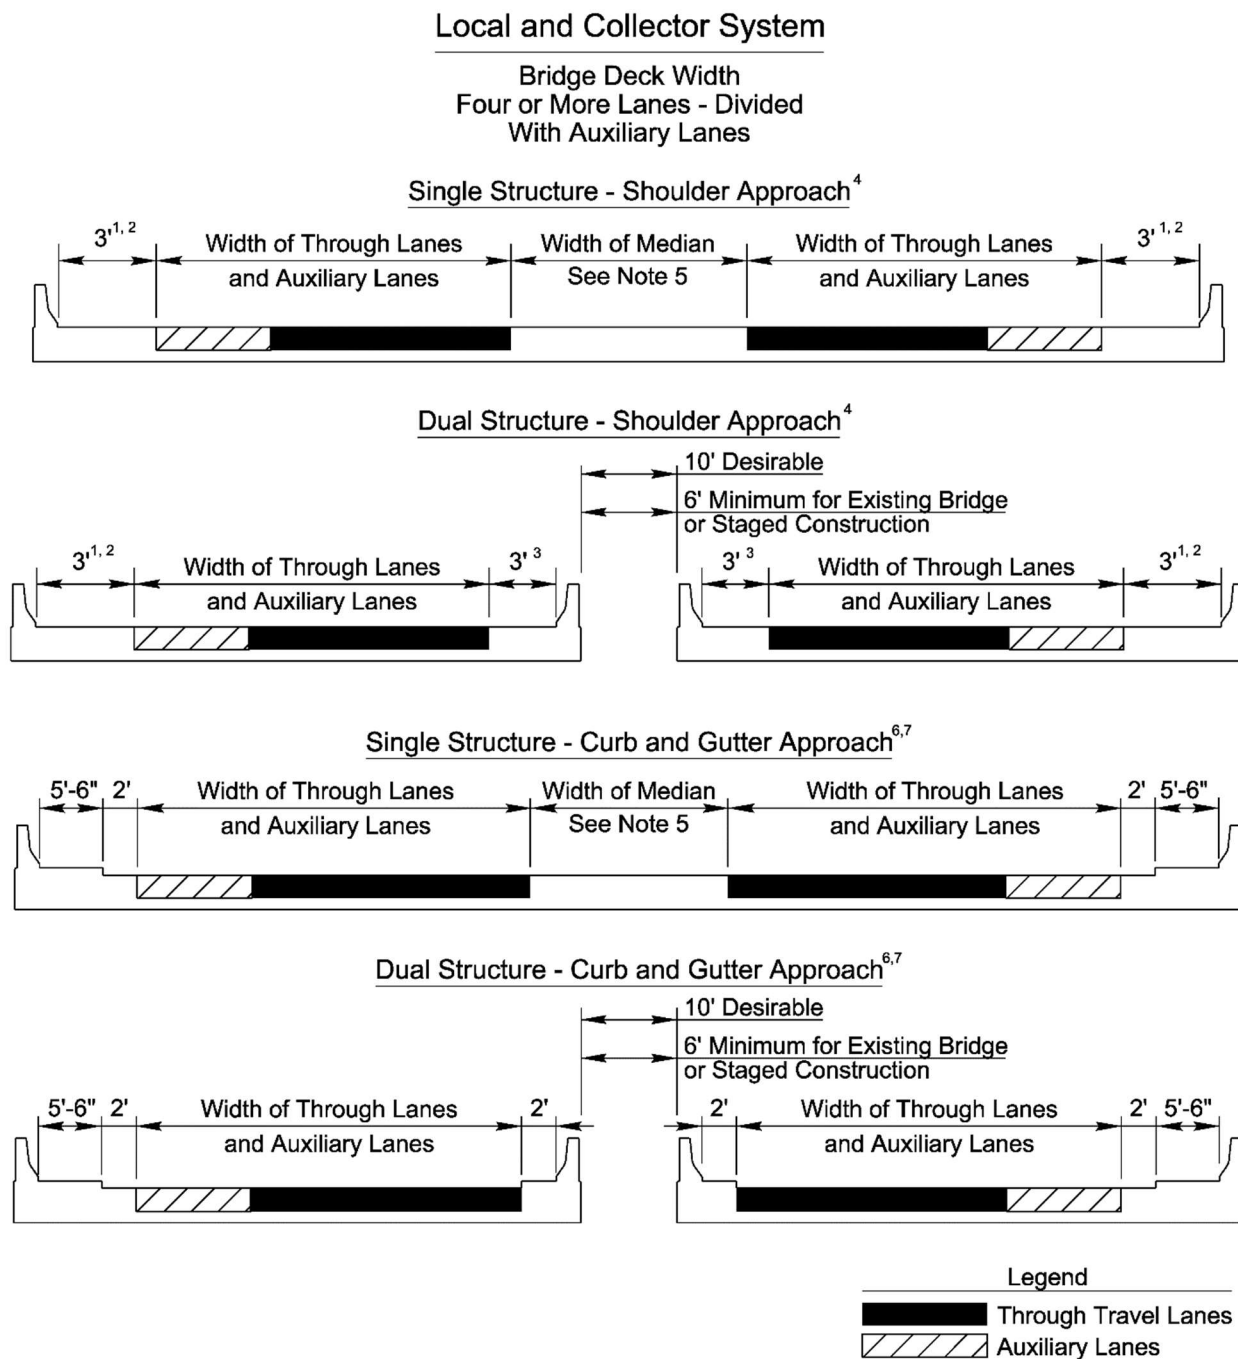 Local and Collector System
Bridge Deck Width
Four or More Lanes - Divided
With Auxiliary Lanes
Single Structure - Shoulder Approach⁴
3'¹,² Width of Through Lanes Width of Median Width of Through Lanes 3'¹,²
and Auxiliary Lanes See Note 5 and Auxiliary Lanes
Dual Structure - Shoulder Approach⁴
10' Desirable
6' Minimum for Existing Bridge
or Staged Construction
3'¹,² Width of Through Lanes 3'³ 3'³ Width of Through Lanes 3'¹,²
and Auxiliary Lanes and Auxiliary Lanes
Single Structure - Curb and Gutter Approach⁶,⁷
5'-6" 2' Width of Through Lanes Width of Median Width of Through Lanes 2' 5'-6"
and Auxiliary Lanes See Note 5 and Auxiliary Lanes
Dual Structure - Curb and Gutter Approach⁶,⁷
10' Desirable
6' Minimum for Existing Bridge
or Staged Construction
5'-6" 2' Width of Through Lanes 2' 2' Width of Through Lanes 2' 5'-6"
and Auxiliary Lanes and Auxiliary Lanes
Legend
Through Travel Lanes
Auxiliary Lanes